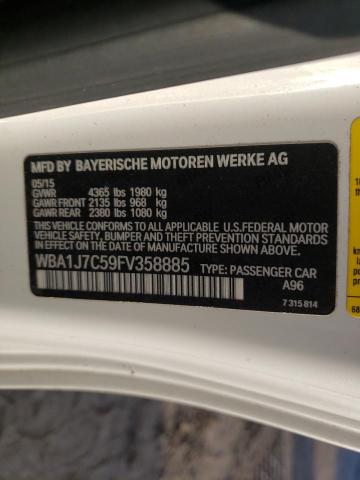 MFD BY BAYERISCHE MOTOREN WERKE AG
05/15
GVWR 4365 lbs 1980 kg
GAWR FRONT 2135 lbs 968 kg
GAWR REAR 2380 lbs 1080 kg
THIS VEHICLE CONFORMS TO ALL APPLICABLE U.S.FEDERAL MOTOR
VEHICLE SAFETY, BUMPER, AND THEFT PREVENTION STANDARDS
IN EFFECT ON THE DATE OF MANUFACTURE SHOWN ABOVE.
WBA1J7C59FV358885 TYPE: PASSENGER CAR
A96
7 315 814